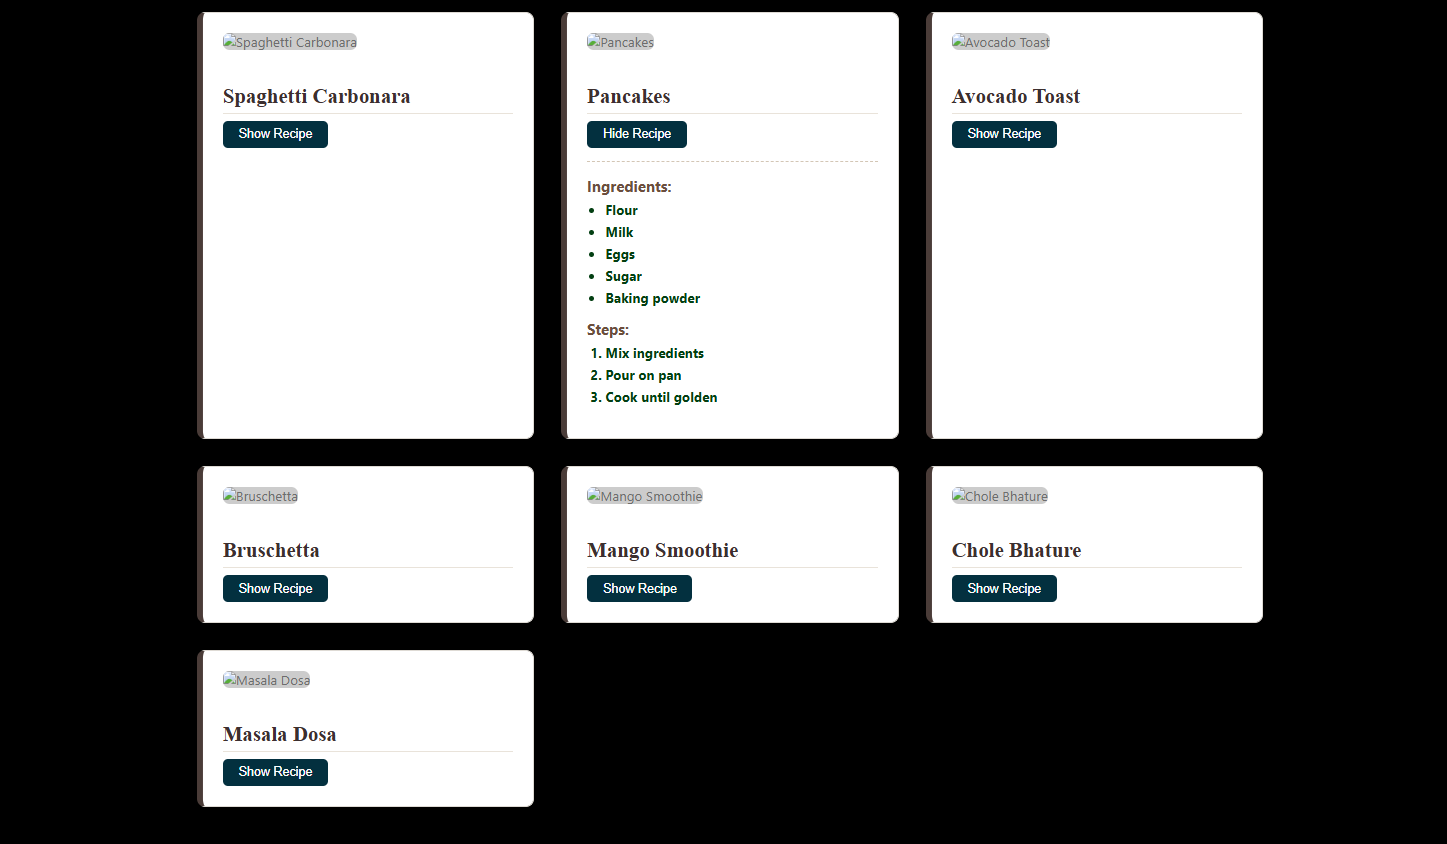 Spaghetti Carbonara
Spaghetti Carbonara
Show Recipe
Pancakes
Pancakes
Hide Recipe
Ingredients:
Flour
Milk
Eggs
Sugar
Baking powder
Steps:
1. Mix ingredients
2. Pour on pan
3. Cook until golden
Avocado Toast
Avocado Toast
Show Recipe
Bruschetta
Bruschetta
Show Recipe
Mango Smoothie
Mango Smoothie
Show Recipe
Chole Bhature
Chole Bhature
Show Recipe
Masala Dosa
Masala Dosa
Show Recipe